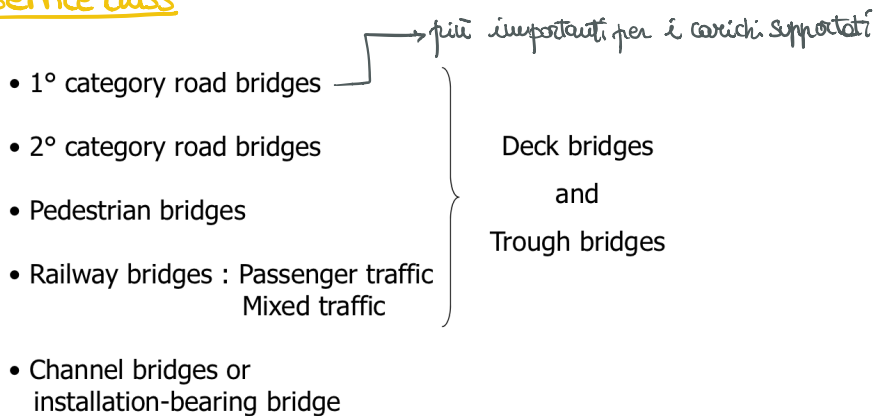 service class
più importanti per i carichi supportati
• 1° category road bridges
• 2° category road bridges
• Pedestrian bridges
• Railway bridges : Passenger traffic
Mixed traffic
• Channel bridges or
installation-bearing bridge
Deck bridges
and
Trough bridges